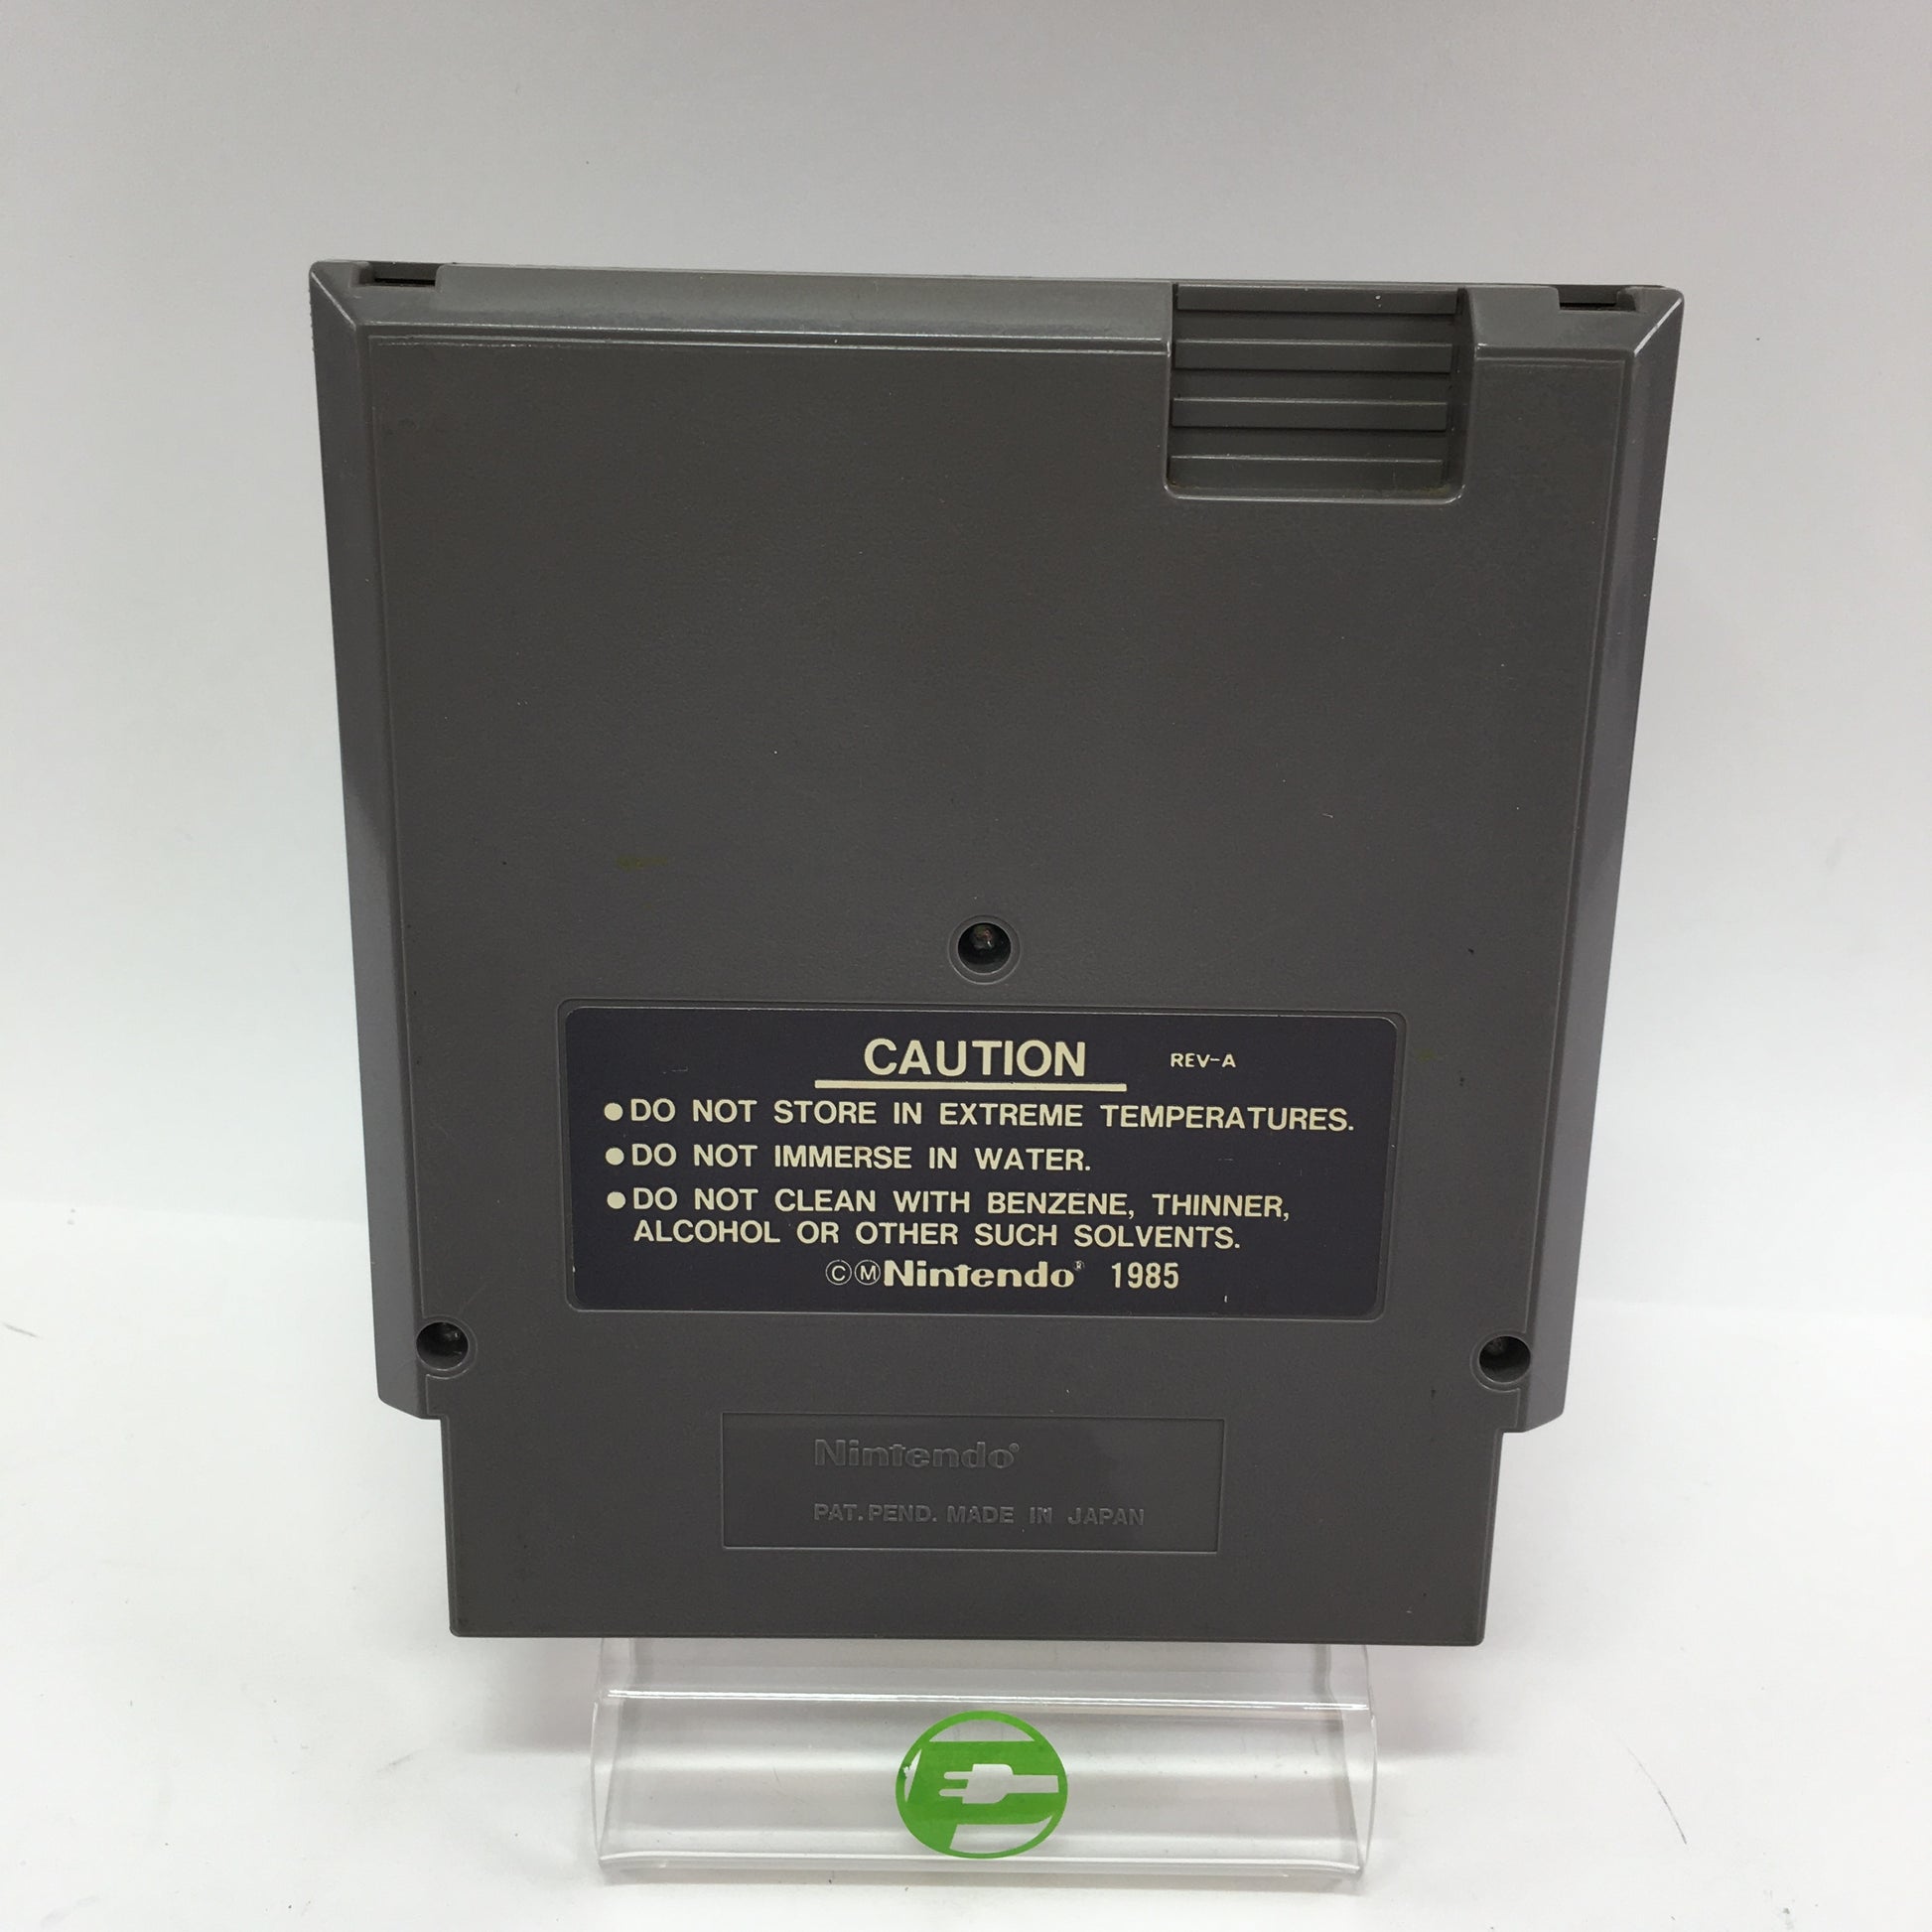 CAUTION REV-A
●DO NOT STORE IN EXTREME TEMPERATURES.
●DO NOT IMMERSE IN WATER.
●DO NOT CLEAN WITH BENZENE, THINNER,
ALCOHOL OR OTHER SUCH SOLVENTS.
ⒸⓂNintendo® 1985
Nintendo®
PAT. PEND. MADE IN JAPAN